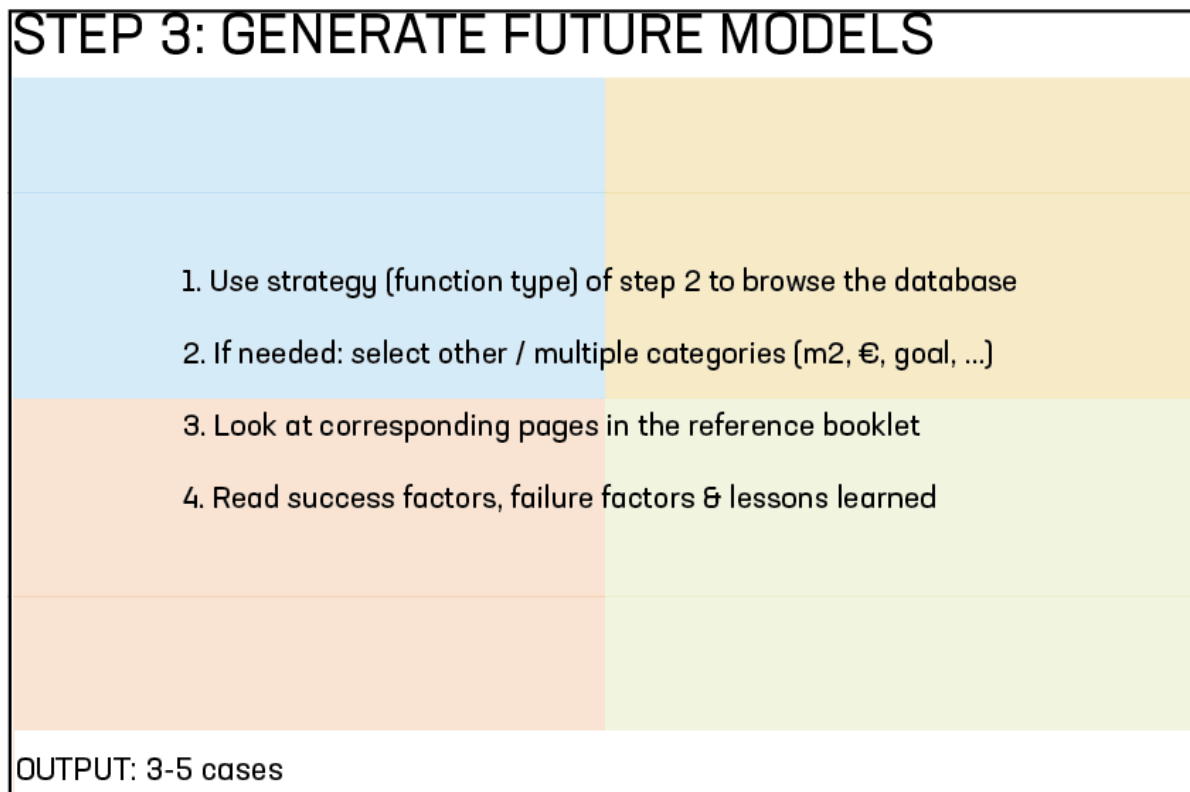 STEP 3: GENERATE FUTURE MODELS
1. Use strategy (function type) of step 2 to browse the database
2. If needed: select other / multiple categories (m2, €, goal, ...)
3. Look at corresponding pages in the reference booklet
4. Read success factors, failure factors & lessons learned
OUTPUT: 3-5 cases